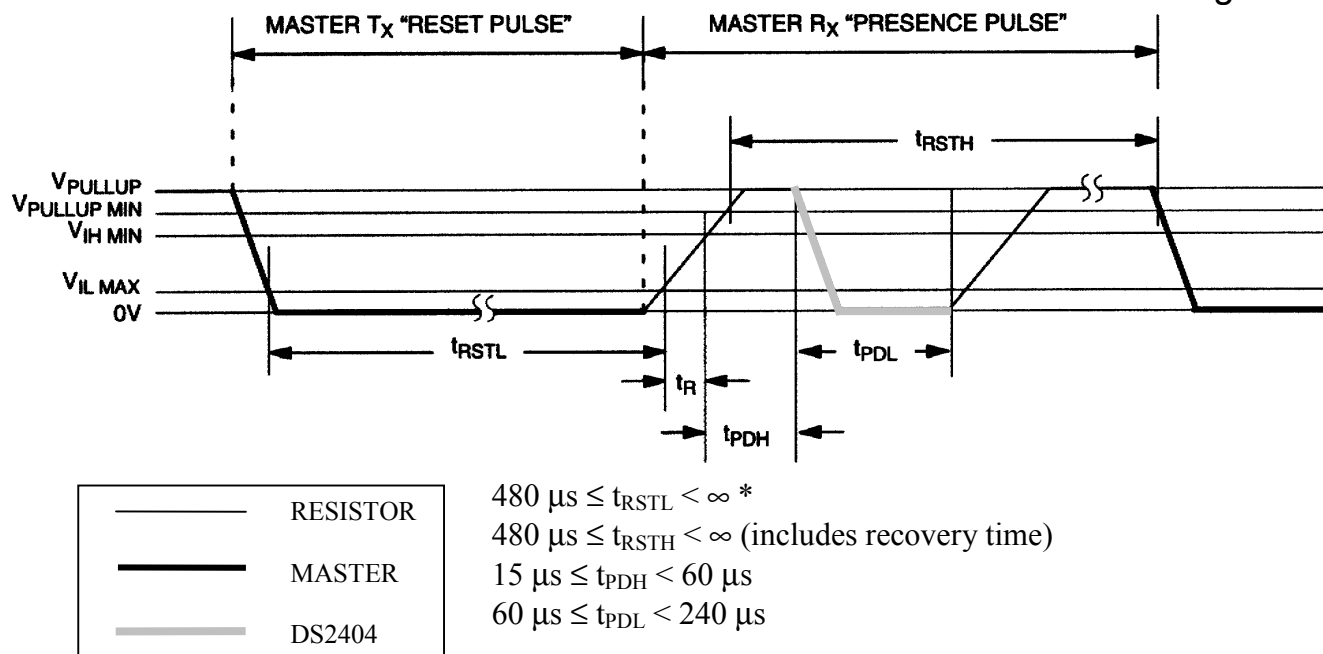 g
MASTER TX "RESET PULSE"
MASTER RX "PRESENCE PULSE"
tRSTH
VPULLUP
VPULLUP MIN
VIH MIN
VIL MAX
0V
tRSTL
tPDL
tR
tPDH
RESISTOR
MASTER
DS2404
480 μs ≤ tRSTL < ∞ *
480 μs ≤ tRSTH < ∞ (includes recovery time)
15 μs ≤ tPDH < 60 μs
60 μs ≤ tPDL < 240 μs